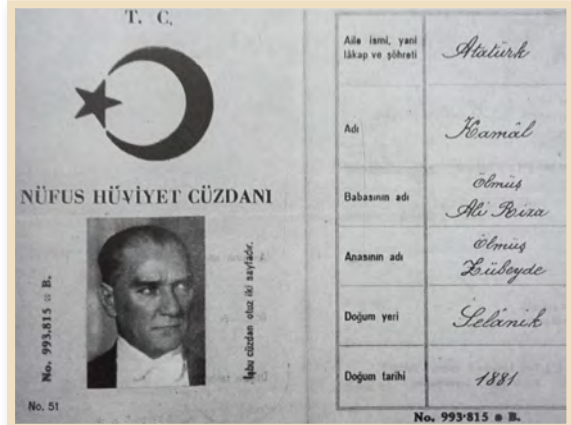 T. C.
NÜFUS HÜVİYET CÜZDANI
No. 993.815 B.
İşbu cüzdan otuz iki sayfadır.
No. 51
Aile ismi, yani
lâkap ve şöhreti
Atatürk
Adı
Kamâl
Babasının adı
ölmüş
Ali Rıza
Anasının adı
ölmüş
Zübeyde
Doğum yeri
Selânik
Doğum tarihi
1881
No. 993·815 B.